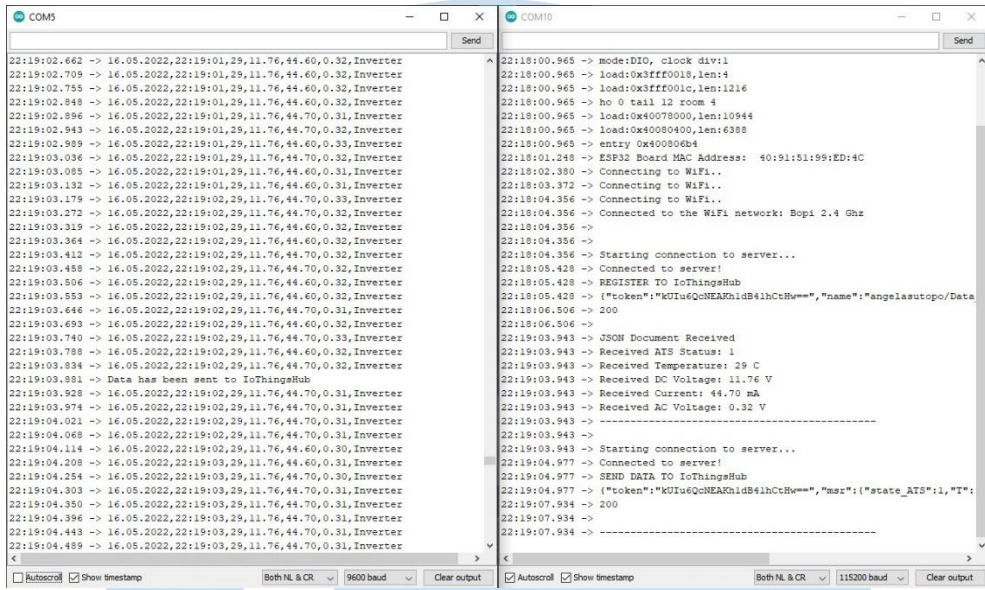 COM5
Send
22:19:02.662 -> 16.05.2022,22:19:01,29,11.76,44.60,0.32,Inverter
22:19:02.709 -> 16.05.2022,22:19:01,29,11.76,44.60,0.32,Inverter
22:19:02.755 -> 16.05.2022,22:19:01,29,11.76,44.60,0.32,Inverter
22:19:02.848 -> 16.05.2022,22:19:01,29,11.76,44.60,0.32,Inverter
22:19:02.896 -> 16.05.2022,22:19:01,29,11.76,44.70,0.31,Inverter
22:19:02.943 -> 16.05.2022,22:19:01,29,11.76,44.70,0.32,Inverter
22:19:02.989 -> 16.05.2022,22:19:01,29,11.76,44.60,0.33,Inverter
22:19:03.036 -> 16.05.2022,22:19:01,29,11.76,44.70,0.32,Inverter
22:19:03.085 -> 16.05.2022,22:19:01,29,11.76,44.60,0.31,Inverter
22:19:03.132 -> 16.05.2022,22:19:01,29,11.76,44.60,0.31,Inverter
22:19:03.179 -> 16.05.2022,22:19:02,29,11.76,44.70,0.33,Inverter
22:19:03.272 -> 16.05.2022,22:19:02,29,11.76,44.70,0.32,Inverter
22:19:03.319 -> 16.05.2022,22:19:02,29,11.76,44.60,0.32,Inverter
22:19:03.364 -> 16.05.2022,22:19:02,29,11.76,44.70,0.32,Inverter
22:19:03.412 -> 16.05.2022,22:19:02,29,11.76,44.60,0.32,Inverter
22:19:03.458 -> 16.05.2022,22:19:02,29,11.76,44.70,0.32,Inverter
22:19:03.506 -> 16.05.2022,22:19:02,29,11.76,44.60,0.32,Inverter
22:19:03.553 -> 16.05.2022,22:19:02,29,11.76,44.60,0.32,Inverter
22:19:03.646 -> 16.05.2022,22:19:02,29,11.76,44.70,0.31,Inverter
22:19:03.693 -> 16.05.2022,22:19:02,29,11.76,44.60,0.32,Inverter
22:19:03.740 -> 16.05.2022,22:19:02,29,11.76,44.70,0.33,Inverter
22:19:03.788 -> 16.05.2022,22:19:02,29,11.76,44.60,0.32,Inverter
22:19:03.834 -> 16.05.2022,22:19:02,29,11.76,44.70,0.32,Inverter
22:19:03.881 -> Data has been sent to IoThingsHub
22:19:03.928 -> 16.05.2022,22:19:02,29,11.76,44.70,0.31,Inverter
22:19:03.974 -> 16.05.2022,22:19:02,29,11.76,44.70,0.31,Inverter
22:19:04.021 -> 16.05.2022,22:19:02,29,11.76,44.70,0.31,Inverter
22:19:04.068 -> 16.05.2022,22:19:02,29,11.76,44.60,0.31,Inverter
22:19:04.114 -> 16.05.2022,22:19:02,29,11.76,44.60,0.30,Inverter
22:19:04.208 -> 16.05.2022,22:19:03,29,11.76,44.60,0.31,Inverter
22:19:04.254 -> 16.05.2022,22:19:03,29,11.76,44.70,0.30,Inverter
22:19:04.303 -> 16.05.2022,22:19:03,29,11.76,44.70,0.31,Inverter
22:19:04.350 -> 16.05.2022,22:19:03,29,11.76,44.70,0.31,Inverter
22:19:04.396 -> 16.05.2022,22:19:03,29,11.76,44.70,0.31,Inverter
22:19:04.443 -> 16.05.2022,22:19:03,29,11.76,44.70,0.31,Inverter
22:19:04.489 -> 16.05.2022,22:19:03,29,11.76,44.70,0.31,Inverter
Autoscroll Show timestamp Both NL & CR 9600 baud Clear output
COM10
Send
22:18:00.965 -> mode:DIO, clock div:1
22:18:00.965 -> load:0x3fff0018,len:4
22:18:00.965 -> load:0x3fff001c,len:1216
22:18:00.965 -> ho 0 tail 12 room 4
22:18:00.965 -> load:0x40078000,len:10944
22:18:00.965 -> load:0x40080400,len:6388
22:18:00.965 -> entry 0x400806b4
22:18:01.248 -> ESP32 Board MAC Address: 40:91:51:99:ED:4C
22:18:02.380 -> Connecting to WiFi..
22:18:03.372 -> Connecting to WiFi..
22:18:04.356 -> Connecting to WiFi..
22:18:04.356 -> Connected to the WiFi network: Bopi 2.4 Ghz
22:18:04.356 ->
22:18:04.356 ->
22:18:04.356 -> Starting connection to server...
22:18:05.428 -> Connected to server!
22:18:05.428 -> REGISTER TO IoThingsHub
22:18:05.428 -> {"token":"kUIu6QcNEAKhldB4lhCtHw==","name":"angelasutopo/Data_
22:18:06.506 -> 200
22:18:06.506 ->
22:19:03.943 -> JSON Document Received
22:19:03.943 -> Received ATS Status: 1
22:19:03.943 -> Received Temperature: 29 C
22:19:03.943 -> Received DC Voltage: 11.76 V
22:19:03.943 -> Received Current: 44.70 mA
22:19:03.943 -> Received AC Voltage: 0.32 V
22:19:03.943 -> ---------------------------------------------
22:19:03.943 ->
22:19:03.943 -> Starting connection to server...
22:19:04.977 -> Connected to server!
22:19:04.977 -> SEND DATA TO IoThingsHub
22:19:04.977 -> {"token":"kUIu6QcNEAKhldB4lhCtHw==","msr":{"state_ATS":1,"T":
22:19:07.934 -> 200
22:19:07.934 ->
22:19:07.934 -> ---------------------------------------------
Autoscroll Show timestamp Both NL & CR 115200 baud Clear output